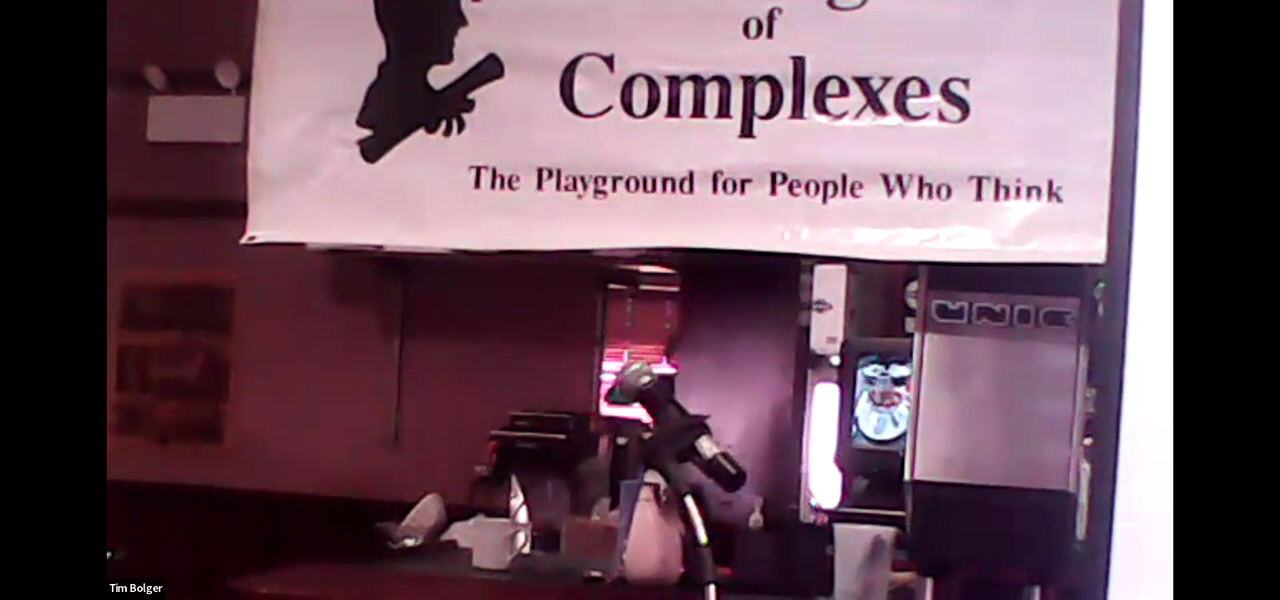 of
Complexes
The Playground for People Who Think
UNIC
Tim Bolger